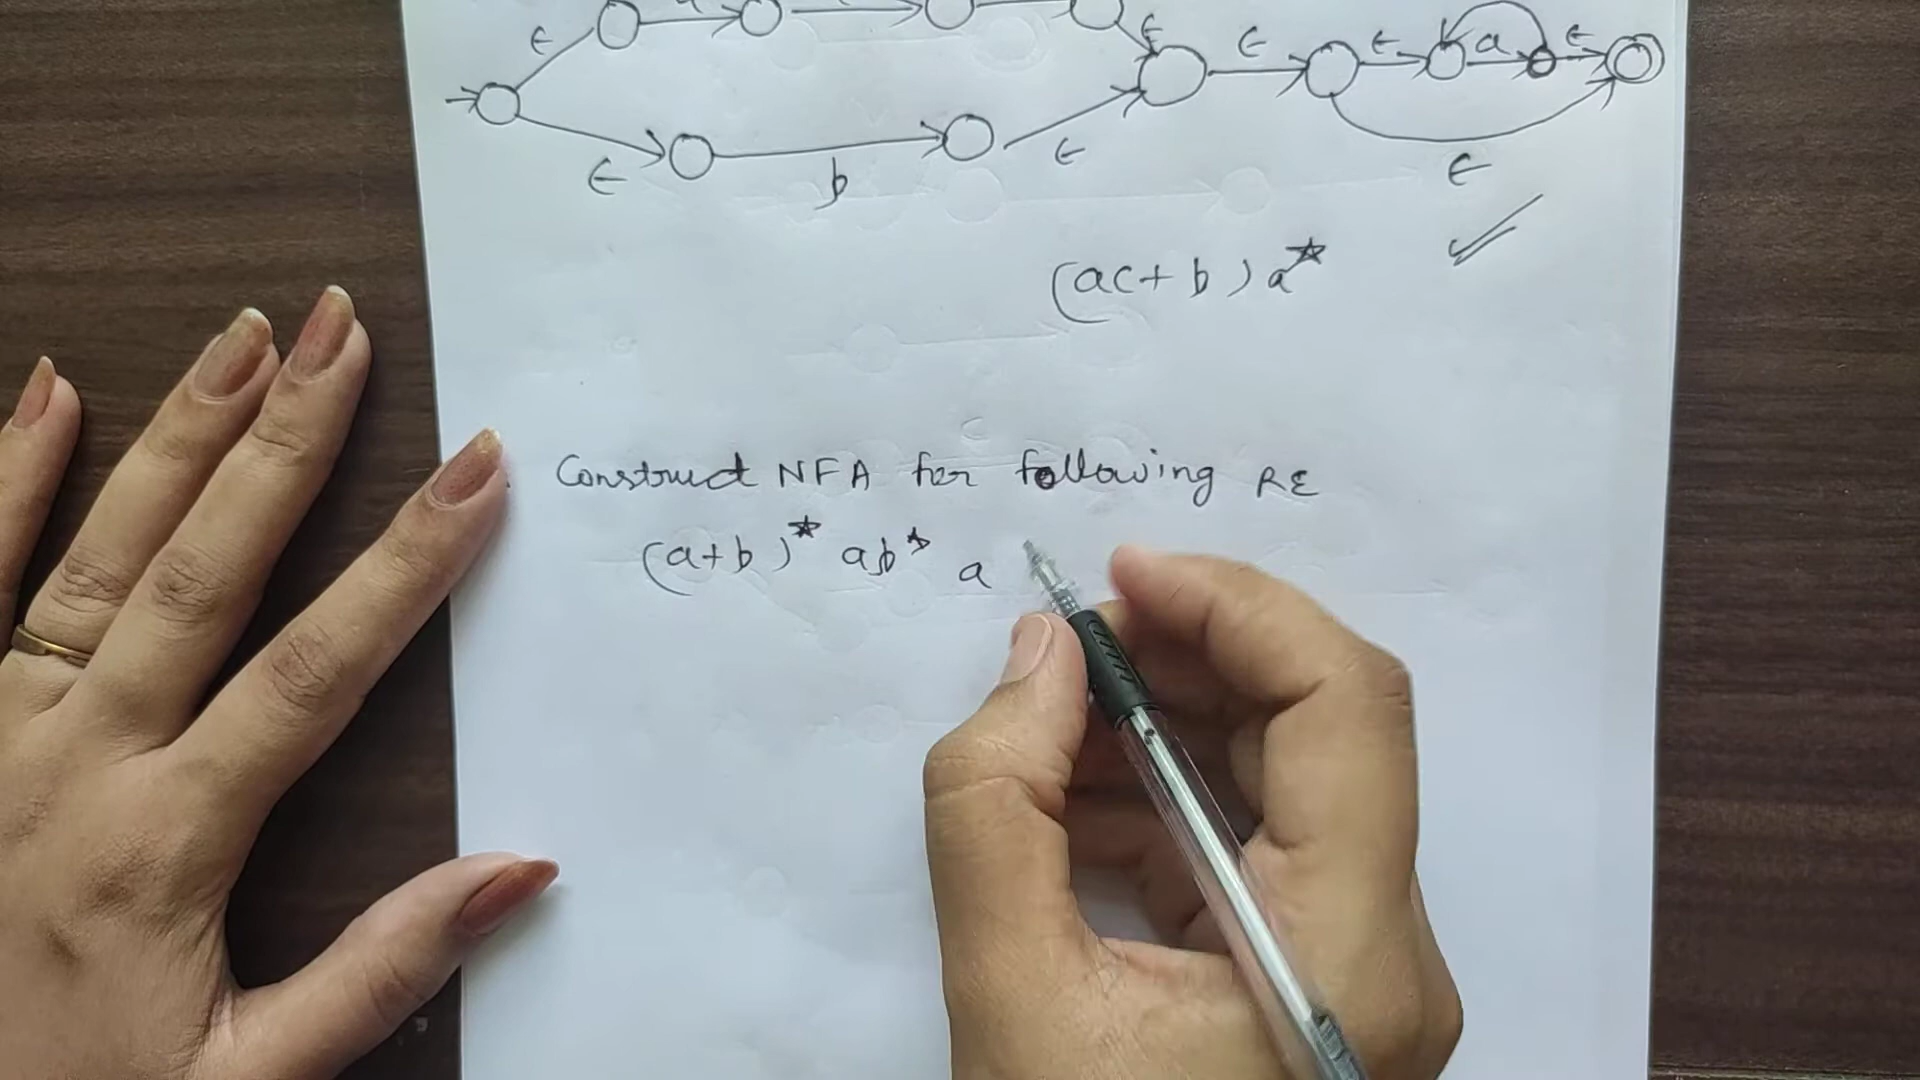 ϵ ϵ ϵ ϵ a ϵ
ϵ b ϵ ϵ
(ac+b)a*
Construct NFA for following RE
(a+b)* ab* a